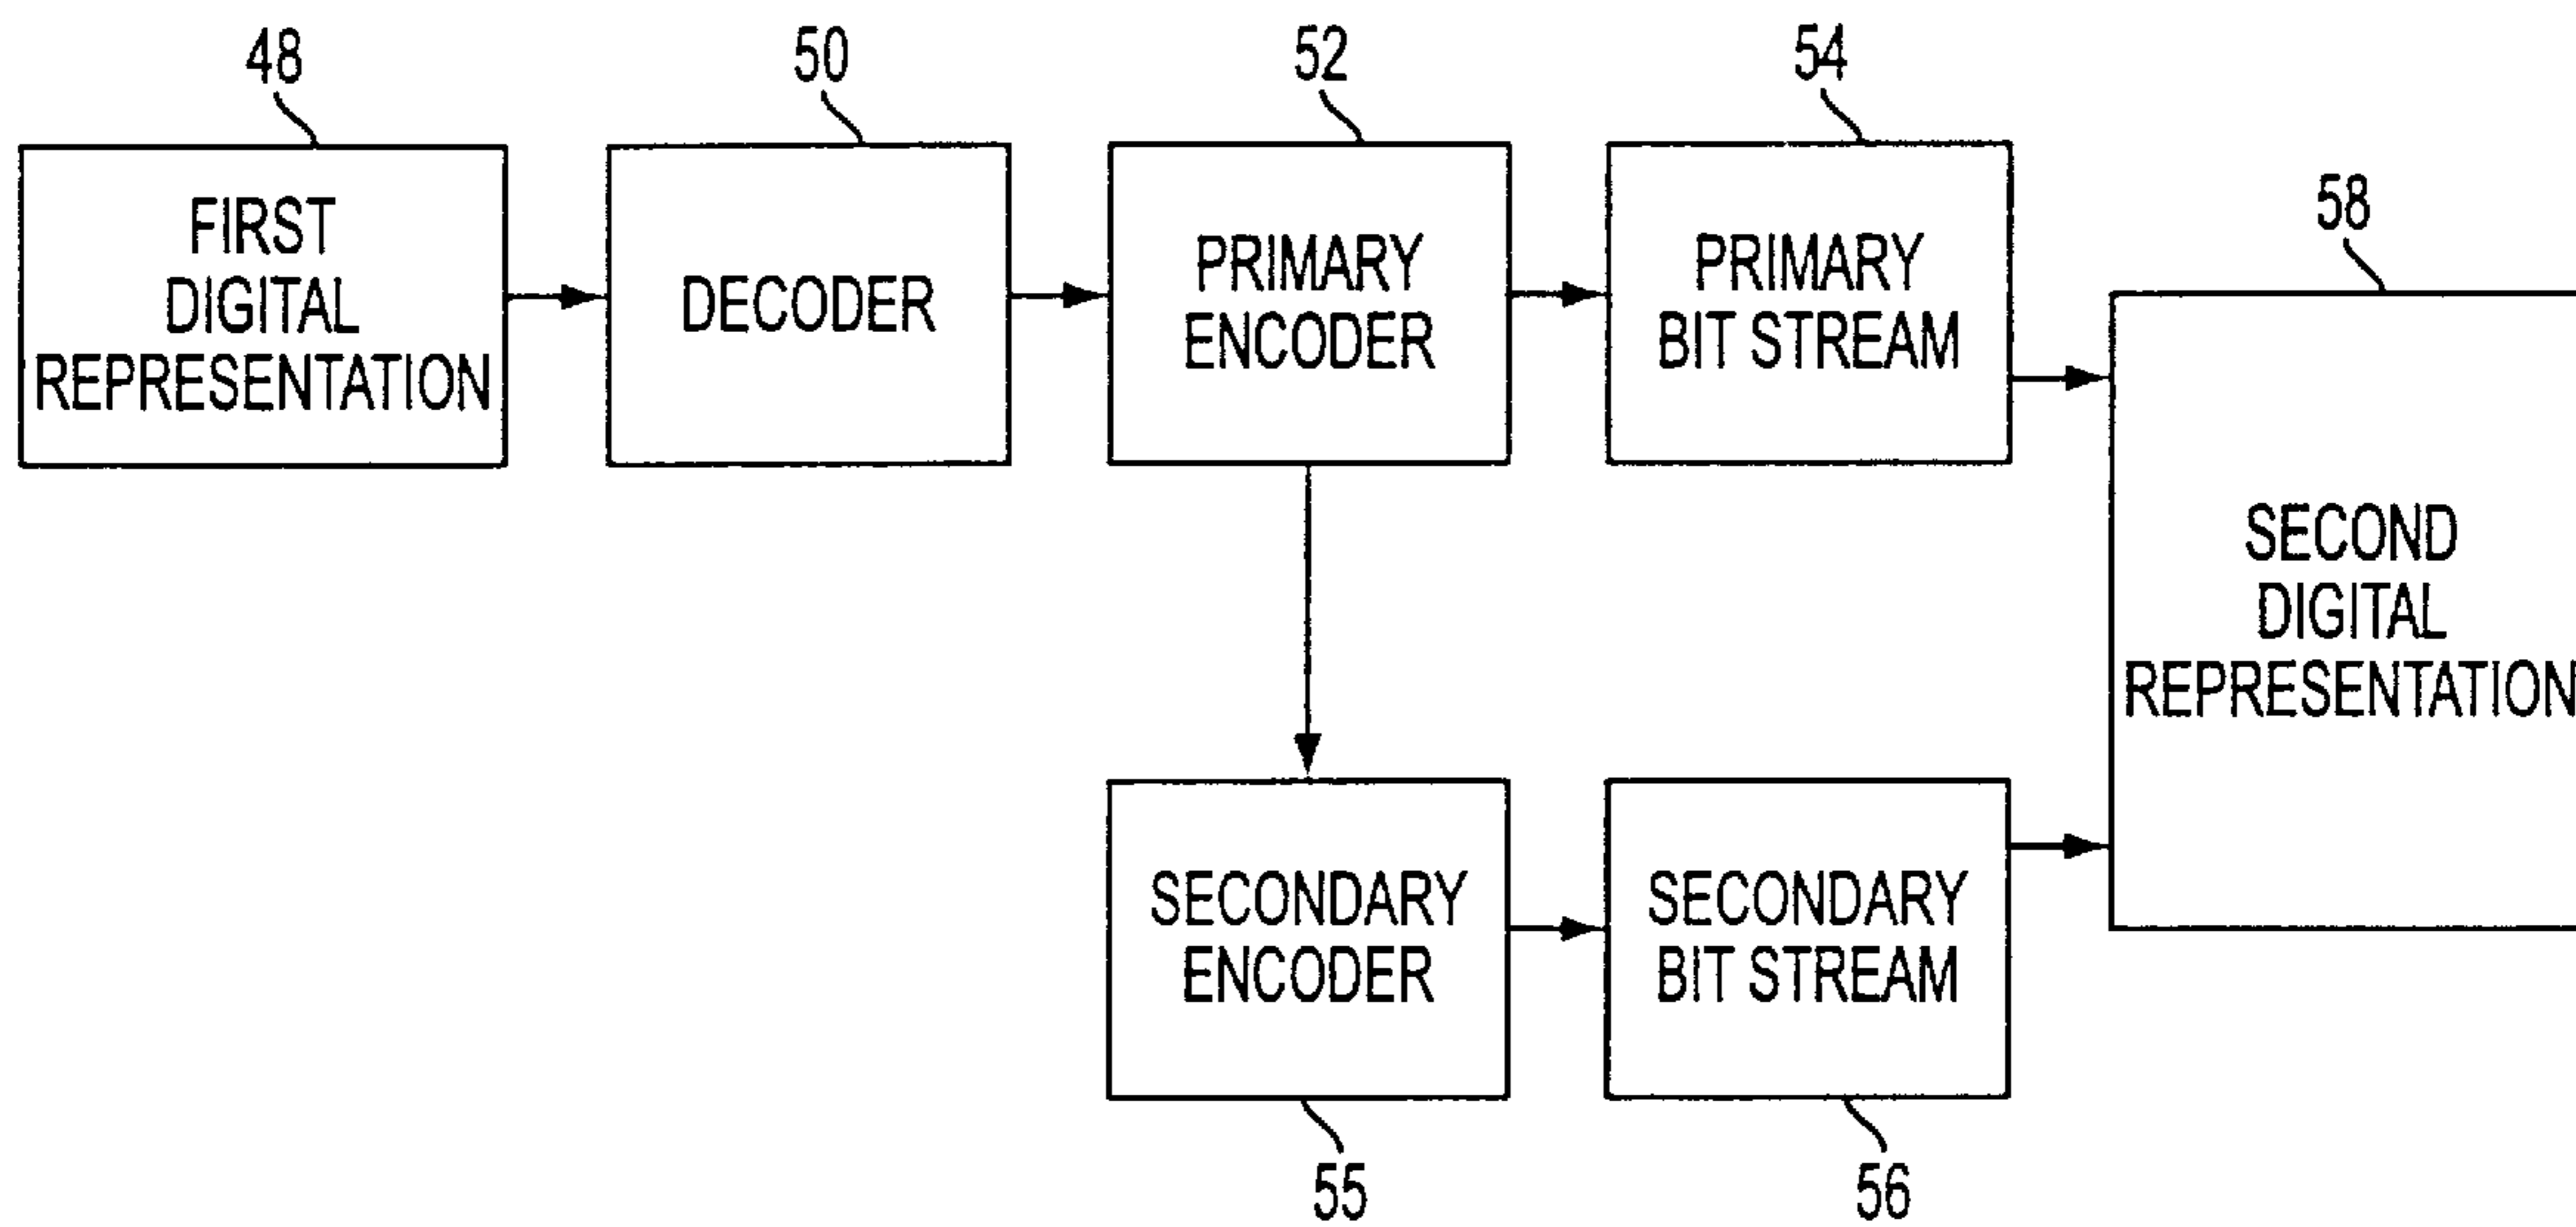 48
50
52
54
58
FIRST
DIGITAL
REPRESENTATION
DECODER
PRIMARY
ENCODER
PRIMARY
BIT STREAM
SECOND
DIGITAL
REPRESENTATION
SECONDARY
ENCODER
SECONDARY
BIT STREAM
55
56